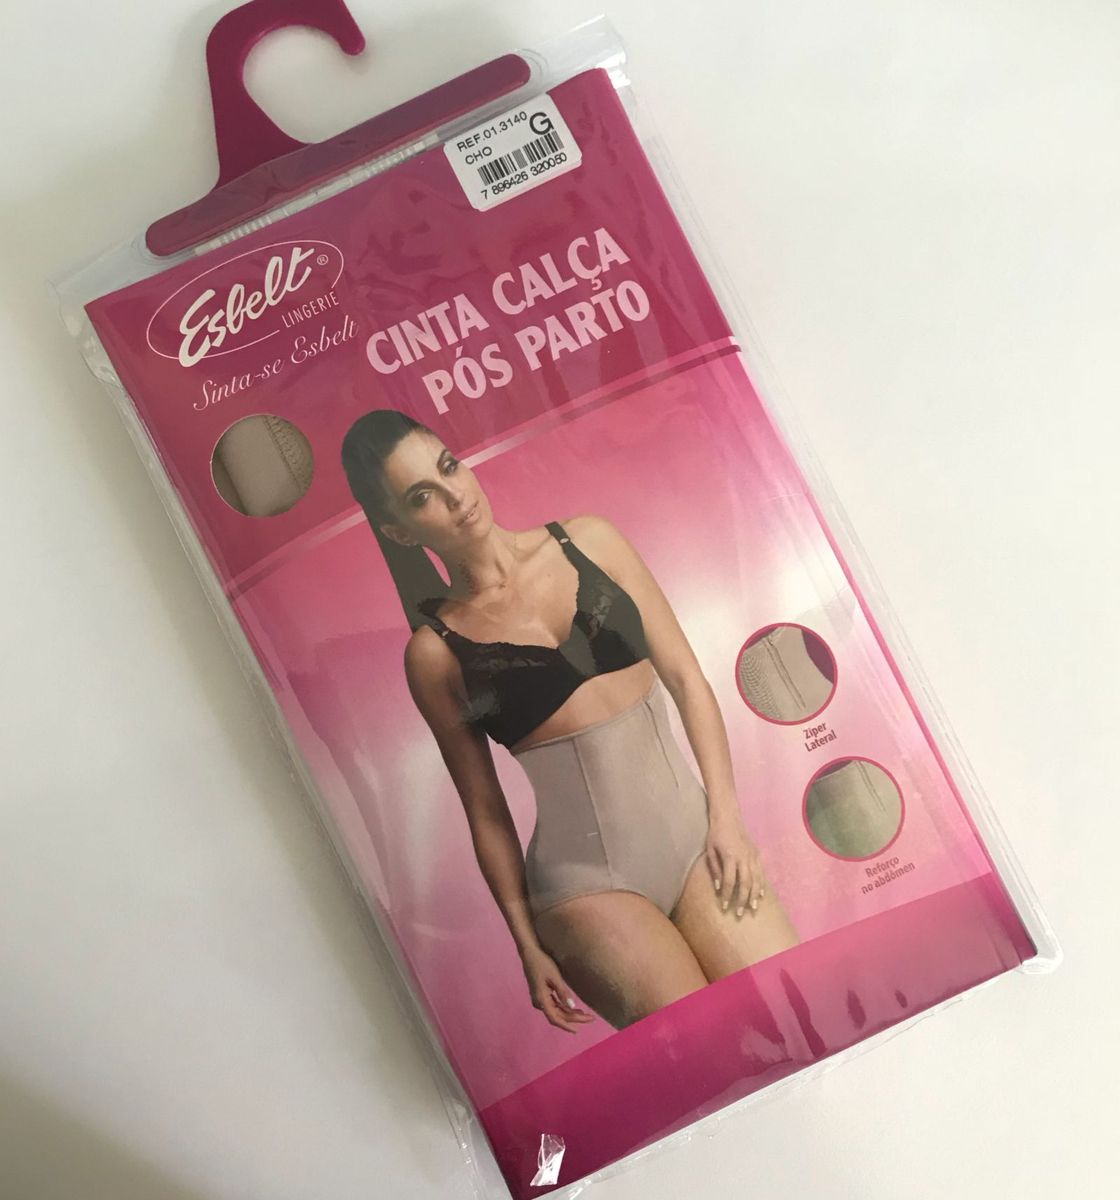 REF.01.3140 G
CHO
7 896426 320050
Esbelt®
LINGERIE
Sinta-se Esbelt
CINTA CALÇA
PÓS PARTO
Zíper
Lateral
Reforço
no abdômen